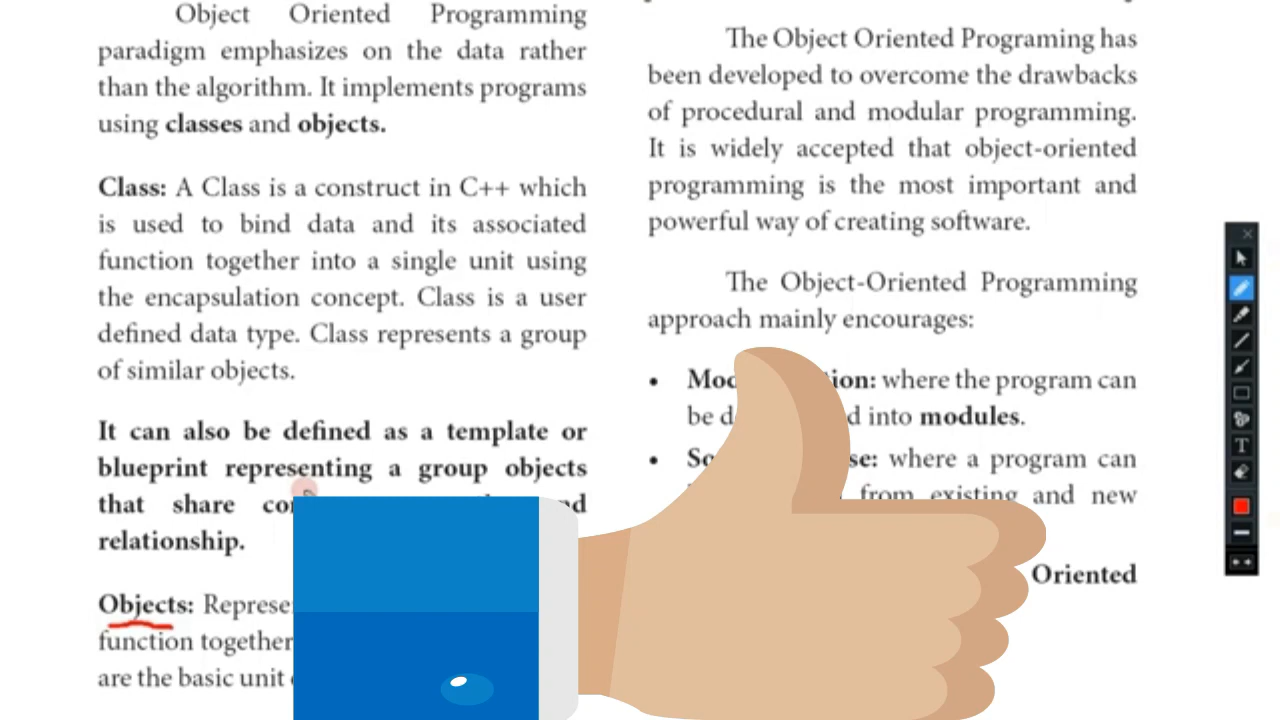 Object Oriented Programming
paradigm emphasizes on the data rather
than the algorithm. It implements programs
using classes and objects.
Class: A Class is a construct in C++ which
is used to bind data and its associated
function together into a single unit using
the encapsulation concept. Class is a user
defined data type. Class represents a group
of similar objects.
It can also be defined as a template or
blueprint representing a group objects
that share
relationship.
Objects:
function together
are the basic unit
The Object Oriented Programing has
been developed to overcome the drawbacks
of procedural and modular programming.
It is widely accepted that object-oriented
programming is the most important and
powerful way of creating software.
The Object-Oriented Programming
approach mainly encourages:
• where the program can
be into modules.
• where a program can
from existing and new
Oriented
T